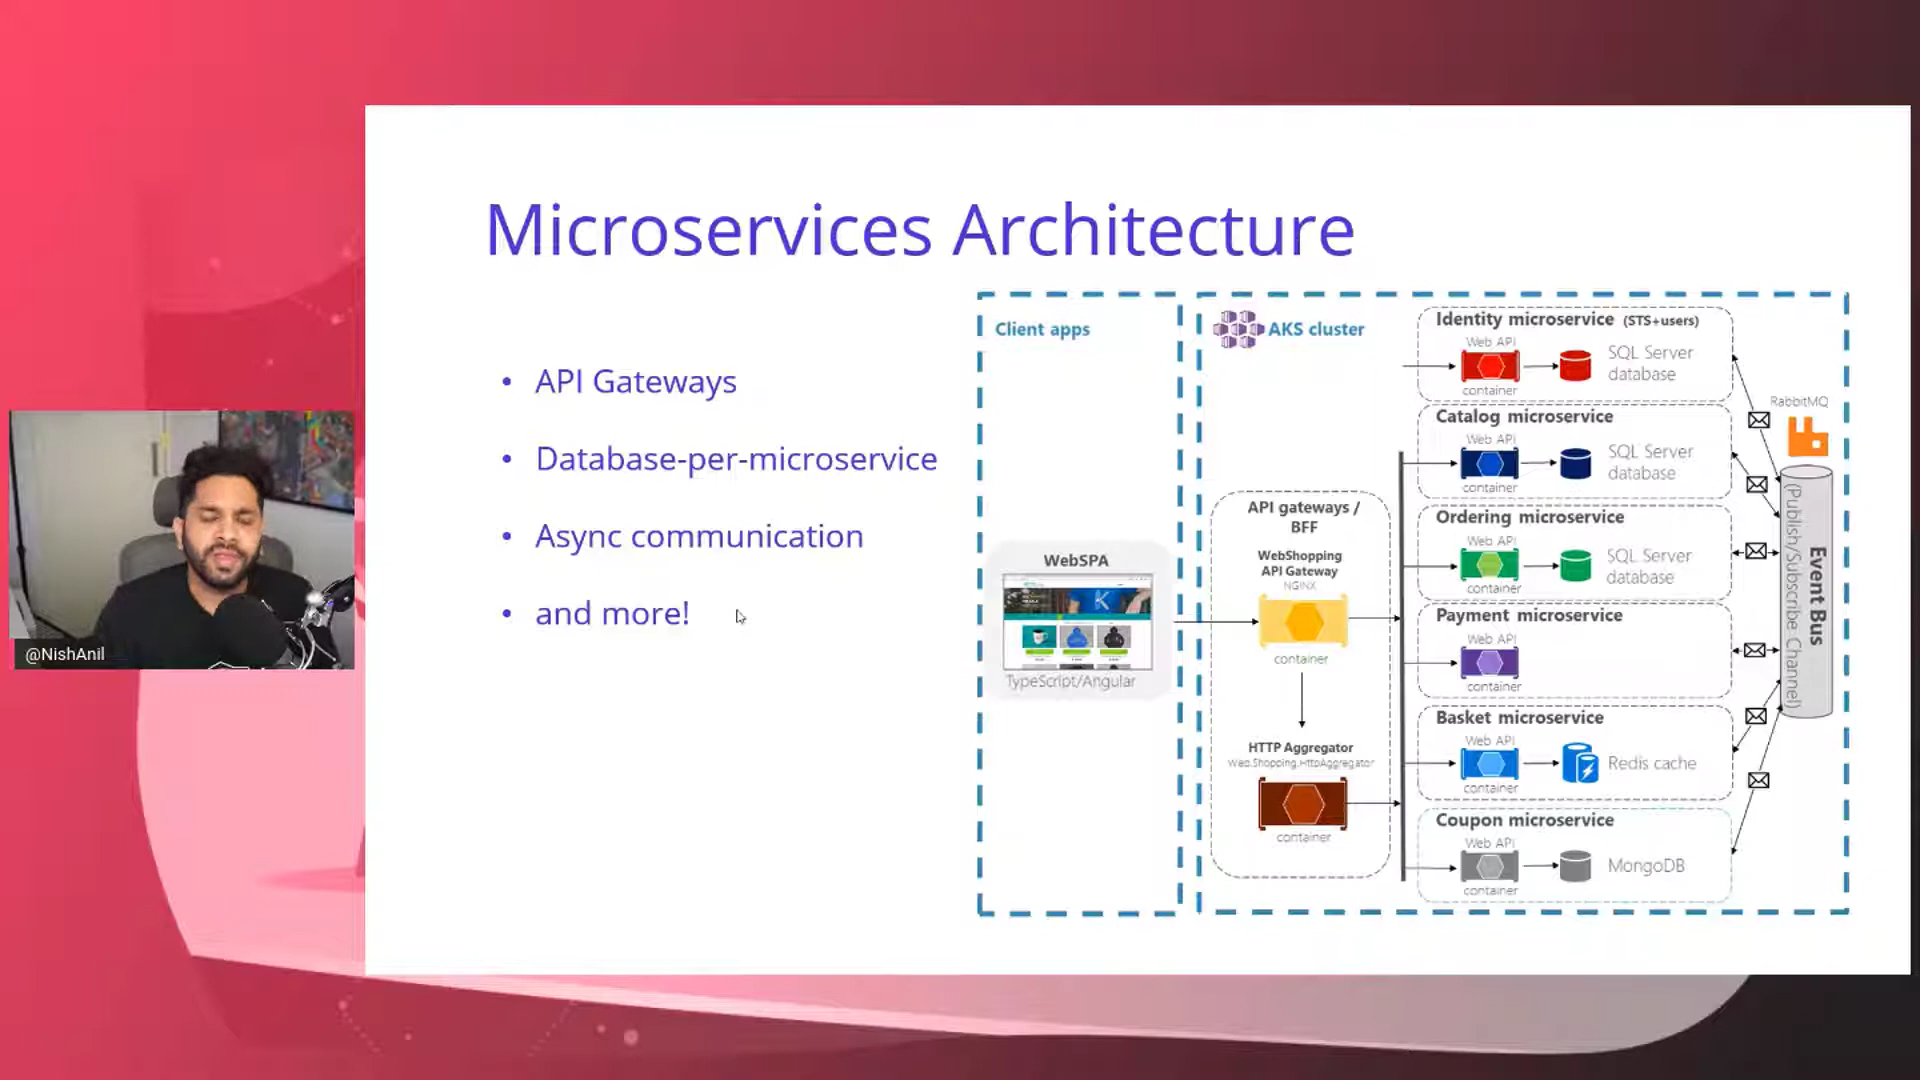 Microservices Architecture
• API Gateways
• Database-per-microservice
• Async communication
• and more!
@NishAnil
Client apps
WebSPA
TypeScript/Angular
AKS cluster
API gateways /
BFF
WebShopping
API Gateway
NGINX
container
HTTP Aggregator
Web.Shopping.HttpAggregator
container
Identity microservice (STS+users)
Web API
container
SQL Server
database
Catalog microservice
Web API
container
SQL Server
database
Ordering microservice
Web API
container
SQL Server
database
Payment microservice
Web API
container
Basket microservice
Web API
container
Redis cache
Coupon microservice
Web API
container
MongoDB
RabbitMQ
Event Bus
(Publish/Subscribe Channel)